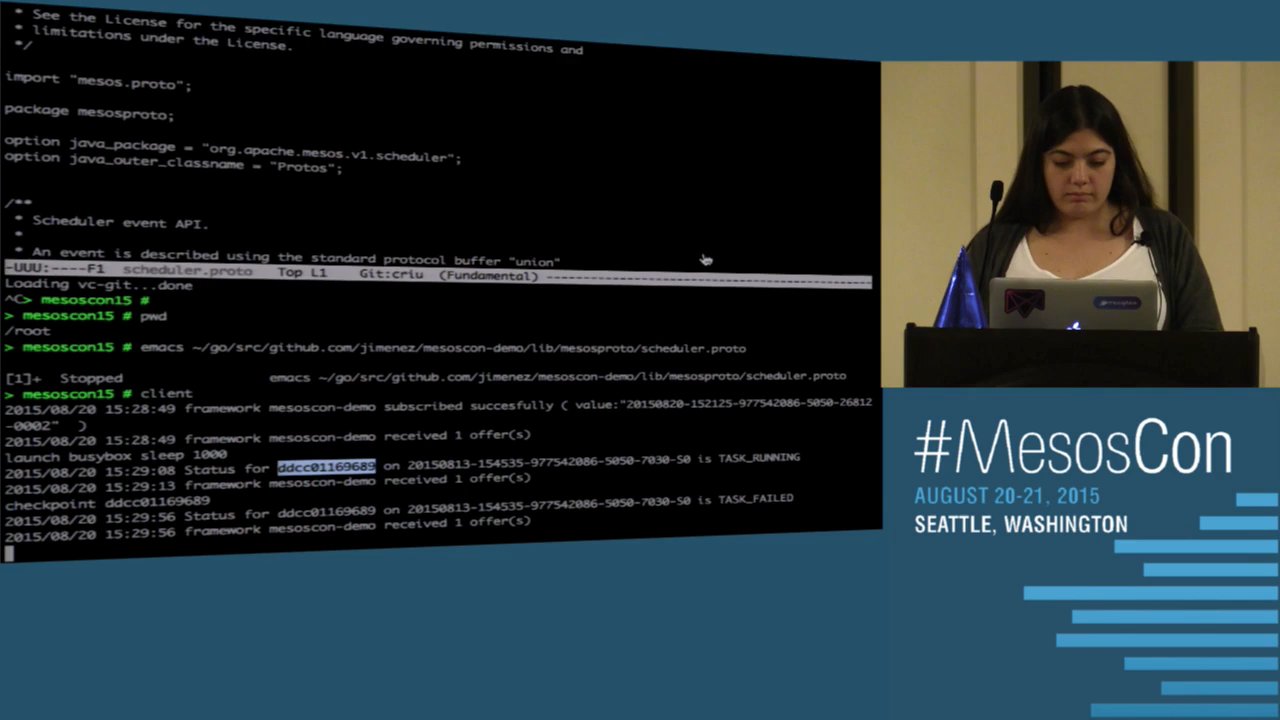 * See the License for the specific language governing permissions and
* limitations under the License.
*/
import "mesos.proto";
package mesosproto;
option java_package = "org.apache.mesos.v1.scheduler";
option java_outer_classname = "Protos";
/**
* Scheduler event API.
*
* An event is described using the standard protocol buffer "union"
-UUU:----F1 scheduler.proto Top L1 Git:criu (Fundamental)
Loading vc-git...done
^C> mesoscon15 #
> mesoscon15 # pwd
/root
> mesoscon15 # emacs ~/go/src/github.com/jimenez/mesoscon-demo/lib/mesosproto/scheduler.proto
[1]+ Stopped emacs ~/go/src/github.com/jimenez/mesoscon-demo/lib/mesosproto/scheduler.proto
> mesoscon15 # client
2015/08/20 15:28:49 framework mesoscon-demo subscribed succesfully ( value:"20150820-152125-977542086-5050-26812
-0002" )
2015/08/20 15:28:49 framework mesoscon-demo received 1 offer(s)
launch busybox sleep 1000
2015/08/20 15:29:08 Status for ddcc01169689 on 20150813-154535-977542086-5050-7030-S0 is TASK_RUNNING
2015/08/20 15:29:13 framework mesoscon-demo received 1 offer(s)
checkpoint ddcc01169689
2015/08/20 15:29:56 Status for ddcc01169689 on 20150813-154535-977542086-5050-7030-S0 is TASK_FAILED
2015/08/20 15:29:56 framework mesoscon-demo received 1 offer(s)
#MesosCon
AUGUST 20-21, 2015
SEATTLE, WASHINGTON